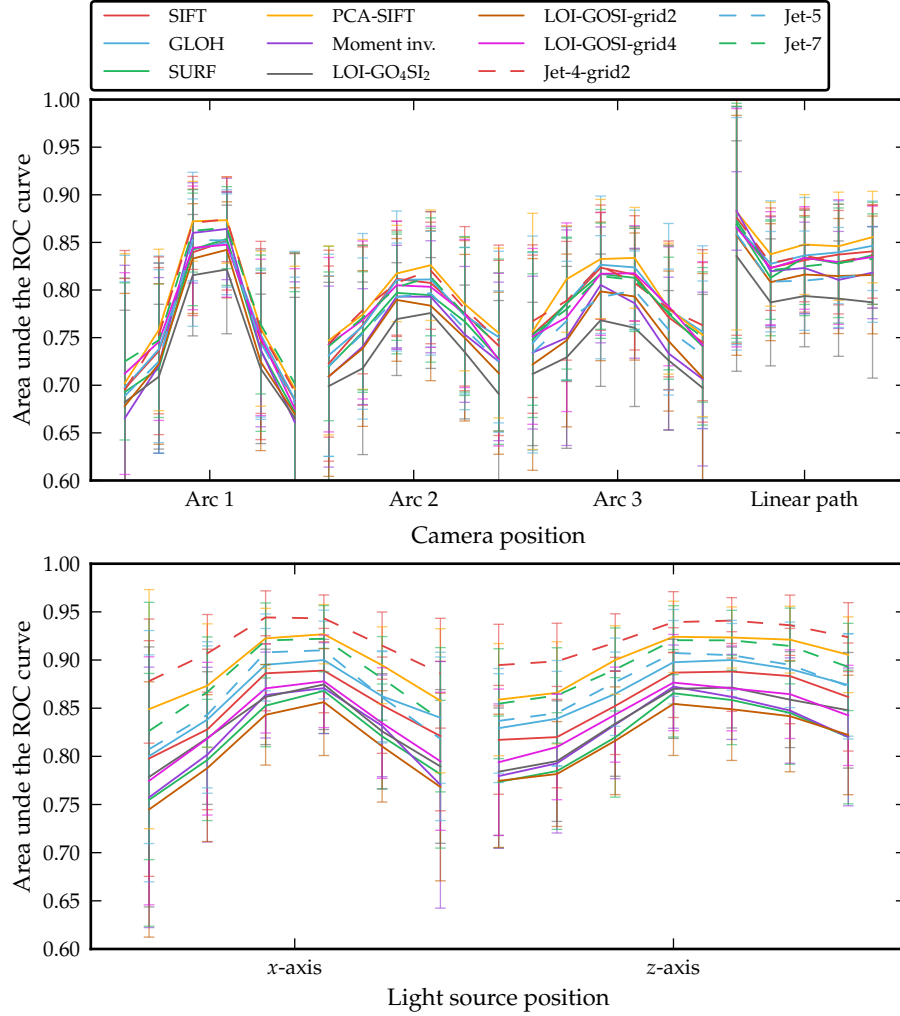 SIFT PCA-SIFT LOI-GOSI-grid2 Jet-5
GLOH Moment inv. LOI-GOSI-grid4 Jet-7
SURF LOI-GO₄SI₂ Jet-4-grid2
1.00
0.95
0.90
0.85
0.80
0.75
0.70
0.65
0.60
Area unde the ROC curve
Arc 1 Arc 2 Arc 3 Linear path
Camera position
1.00
0.95
0.90
0.85
0.80
0.75
0.70
0.65
0.60
Area unde the ROC curve
x-axis z-axis
Light source position